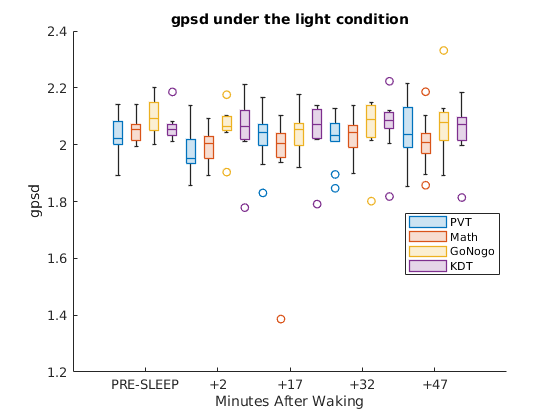 gpsd under the light condition
gpsd
2.4
2.2
2
1.8
1.6
1.4
1.2
PVT
Math
GoNogo
KDT
PRE-SLEEP +2 +17 +32 +47
Minutes After Waking